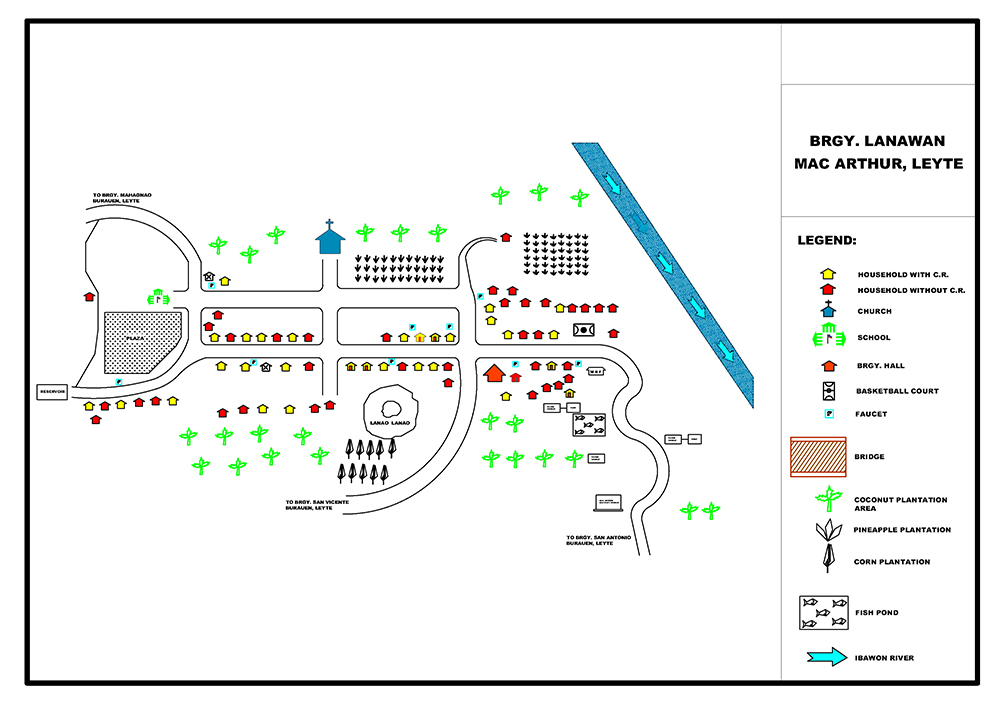 BRGY. LANAWAN
MAC ARTHUR, LEYTE
LEGEND:
HOUSEHOLD WITH C.R.
HOUSEHOLD WITHOUT C.R.
CHURCH
SCHOOL
BRGY. HALL
BASKETBALL COURT
FAUCET
BRIDGE
COCONUT PLANTATION
AREA
PINEAPPLE PLANTATION
CORN PLANTATION
FISH POND
IBAWON RIVER
TO BRGY. MAHAGNAO
BURAUEN, LEYTE
PLAZA
RESERVOIR
LANAO LANAO
TO BRGY. SAN VICENTE
BURAUEN, LEYTE
TO BRGY. SAN ANTONIO
BURAUEN, LEYTE